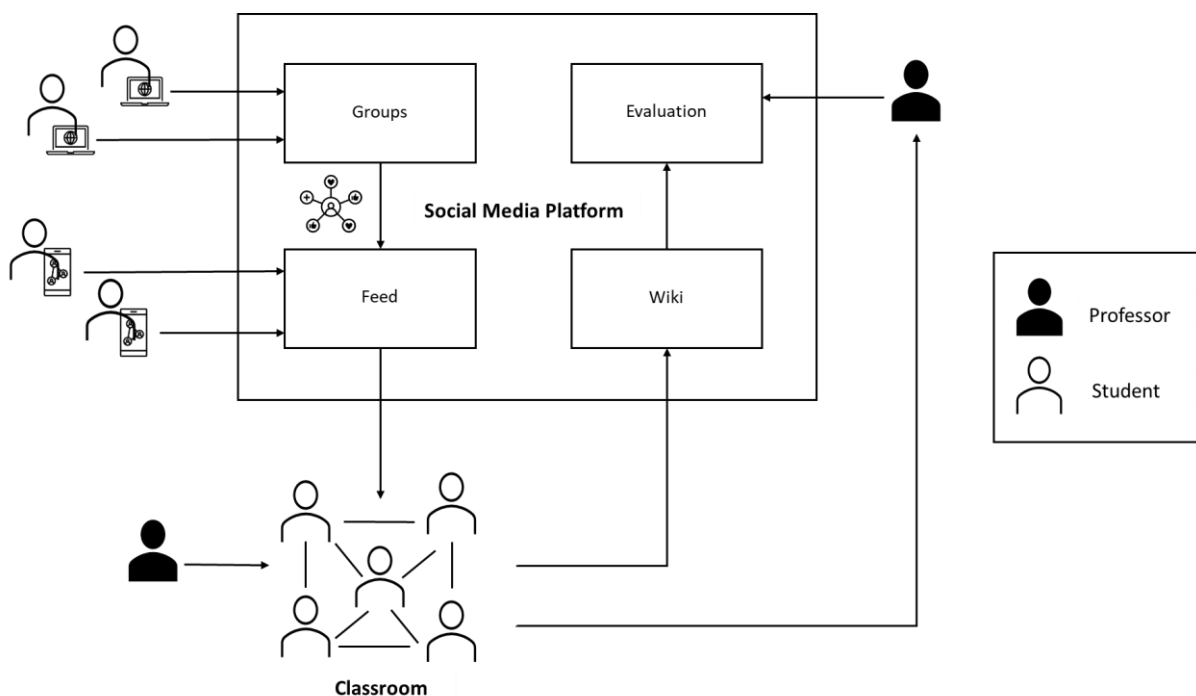 Groups
Evaluation
Social Media Platform
Feed
Wiki
Professor
Student
Classroom